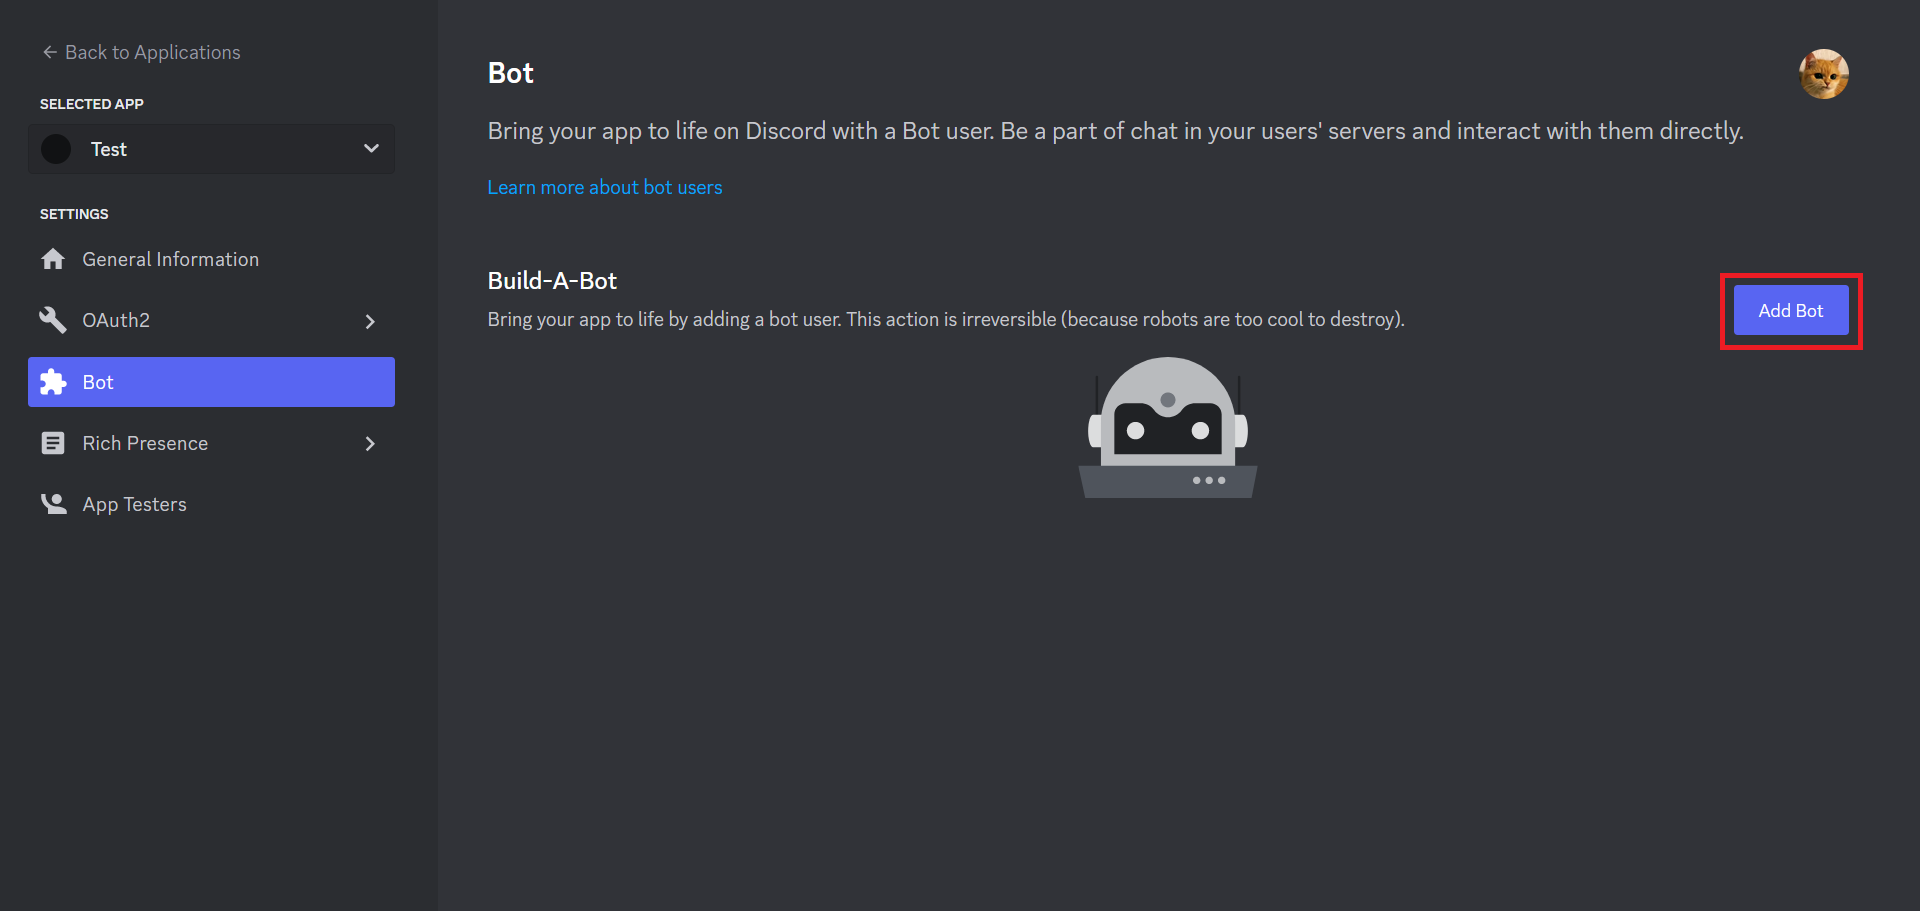 Back to Applications
SELECTED APP
Test
SETTINGS
General Information
OAuth2
Bot
Rich Presence
App Testers
Bot
Bring your app to life on Discord with a Bot user. Be a part of chat in your users' servers and interact with them directly.
Learn more about bot users
Build-A-Bot
Bring your app to life by adding a bot user. This action is irreversible (because robots are too cool to destroy).
Add Bot